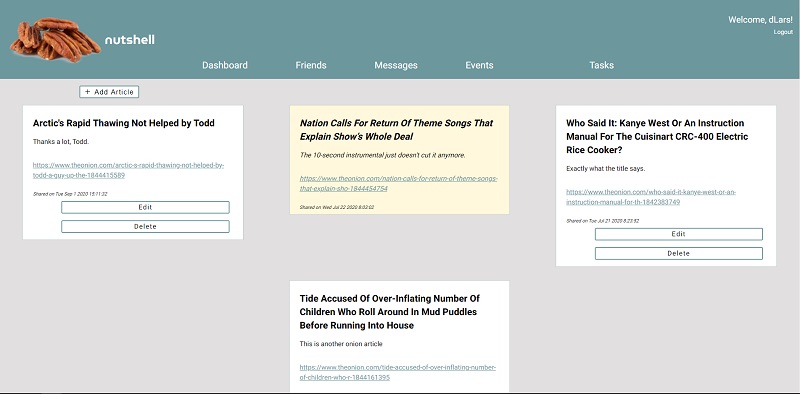 Welcome, dLars!
Logout
nutshell
Dashboard Friends Messages Events Tasks
+ Add Article
Arctic's Rapid Thawing Not Helped by Todd
Thanks a lot, Todd.
https://www.theonion.com/arctic-s-rapid-thawing-not-helped-by-
todd-a-guy-up-the-1844415589
Shared on Tue Sep 1 2020 15:11:32
Edit
Delete
Nation Calls For Return Of Theme Songs That
Explain Show's Whole Deal
The 10-second instrumental just doesn't cut it anymore.
https://www.theonion.com/nation-calls-for-return-of-theme-songs-
that-explain-sho-1844454754
Shared on Wed Jul 22 2020 8:03:02
Who Said It: Kanye West Or An Instruction
Manual For The Cuisinart CRC-400 Electric
Rice Cooker?
Exactly what the title says.
https://www.theonion.com/who-said-it-kanye-west-or-an-
instruction-manual-for-th-1842383749
Shared on Tue Jul 21 2020 8:23:52
Edit
Delete
Tide Accused Of Over-Inflating Number Of
Children Who Roll Around In Mud Puddles
Before Running Into House
This is another onion article
https://www.theonion.com/tide-accused-of-over-inflating-number-
of-children-who-r-1844161395